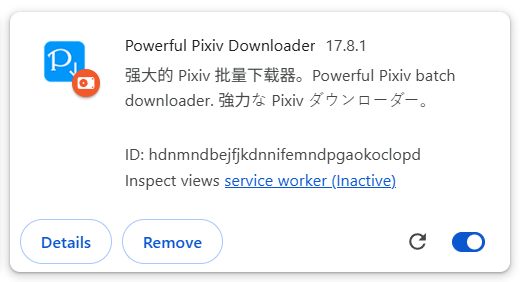 Powerful Pixiv Downloader 17.8.1
强大的 Pixiv 批量下载器。Powerful Pixiv batch
downloader. 強力な Pixiv ダウンローダー。
ID: hdnmndbejfjkdnnifemndpgaokoclopd
Inspect views service worker (Inactive)
Details Remove